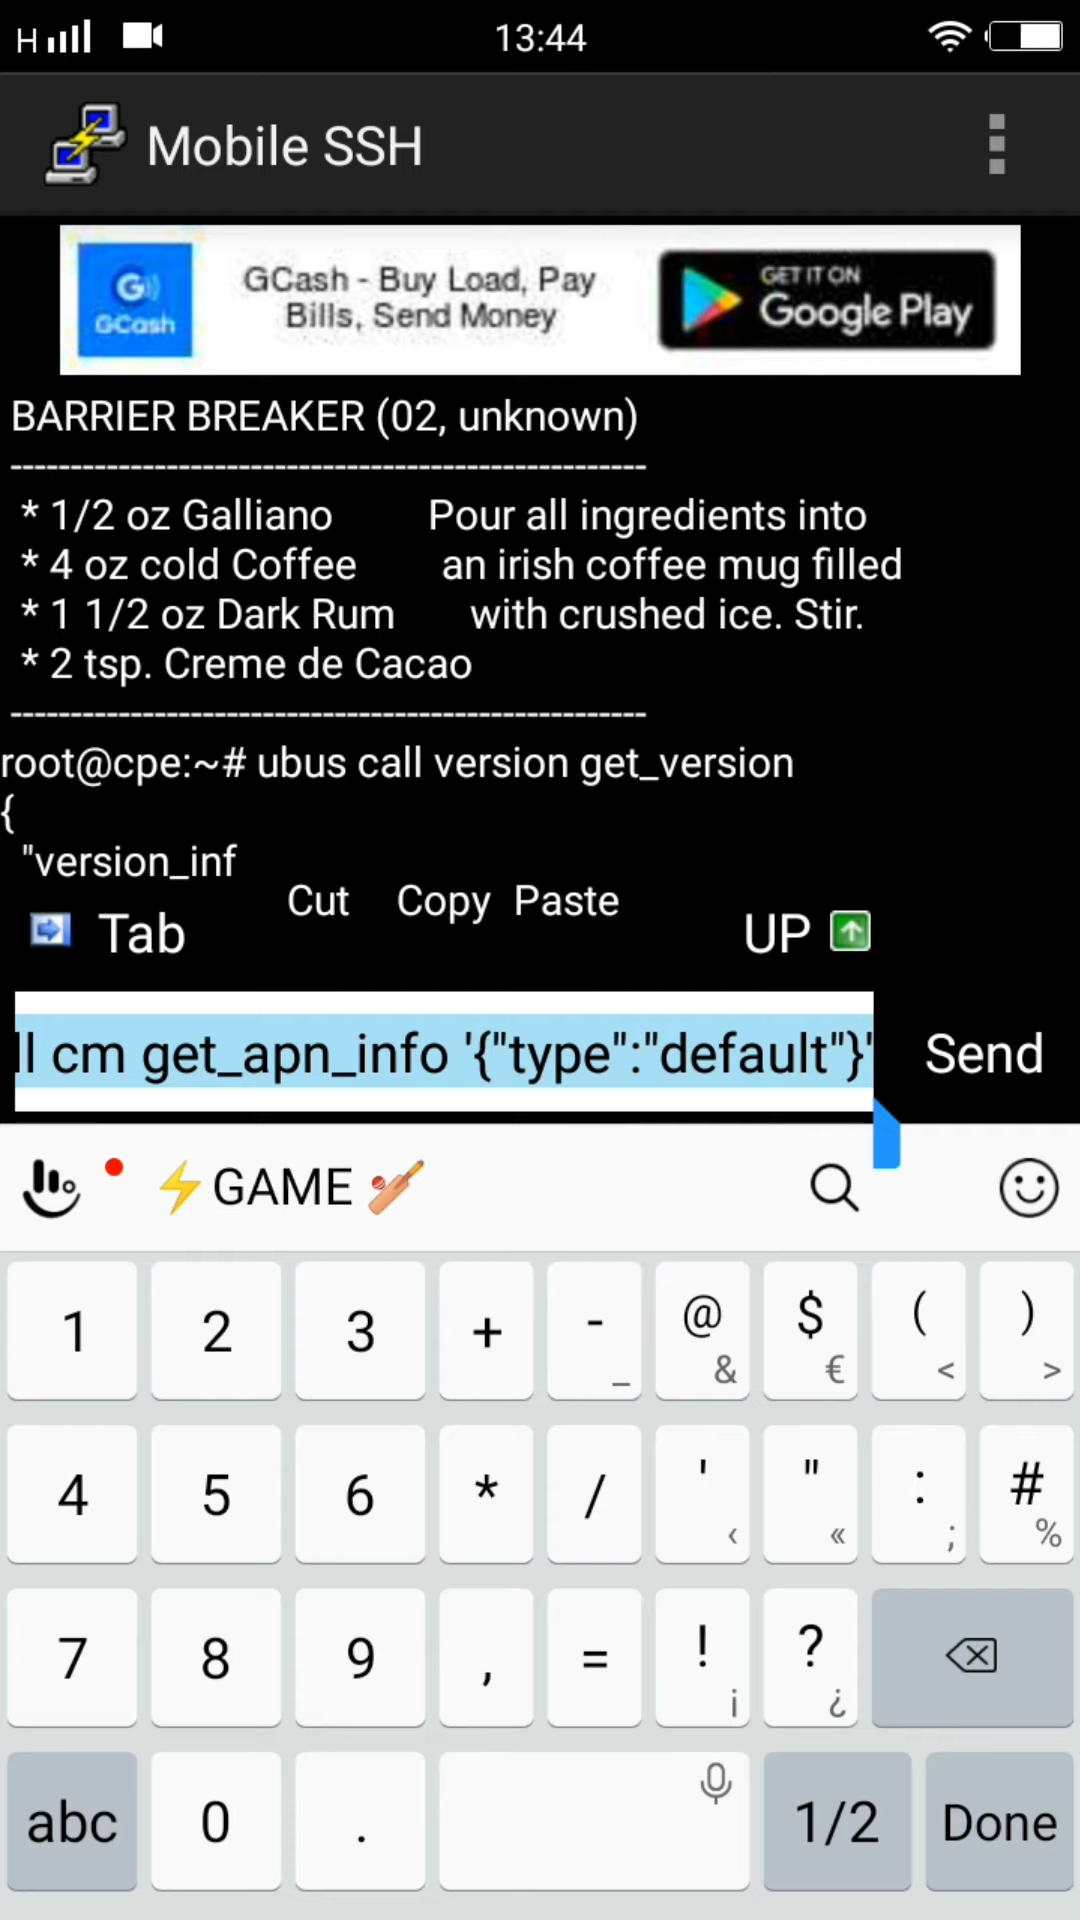 H 13:44
Mobile SSH
G
GCash
GCash - Buy Load, Pay
Bills, Send Money
GET IT ON
Google Play
BARRIER BREAKER (02, unknown)
-----------------------------------------------------
* 1/2 oz Galliano Pour all ingredients into
* 4 oz cold Coffee an irish coffee mug filled
* 1 1/2 oz Dark Rum with crushed ice. Stir.
* 2 tsp. Creme de Cacao
-----------------------------------------------------
root@cpe:~# ubus call version get_version
{
"version_inf
Cut Copy Paste
Tab UP
ll cm get_apn_info '{"type":"default"}'
Send
⚡GAME🏏
1 2 3 + - _ @ & $ € ( < ) >
4 5 6 * / ' ‹ " « : ; # %
7 8 9 , = ! ¡ ? ¿
abc 0 . 1/2 Done